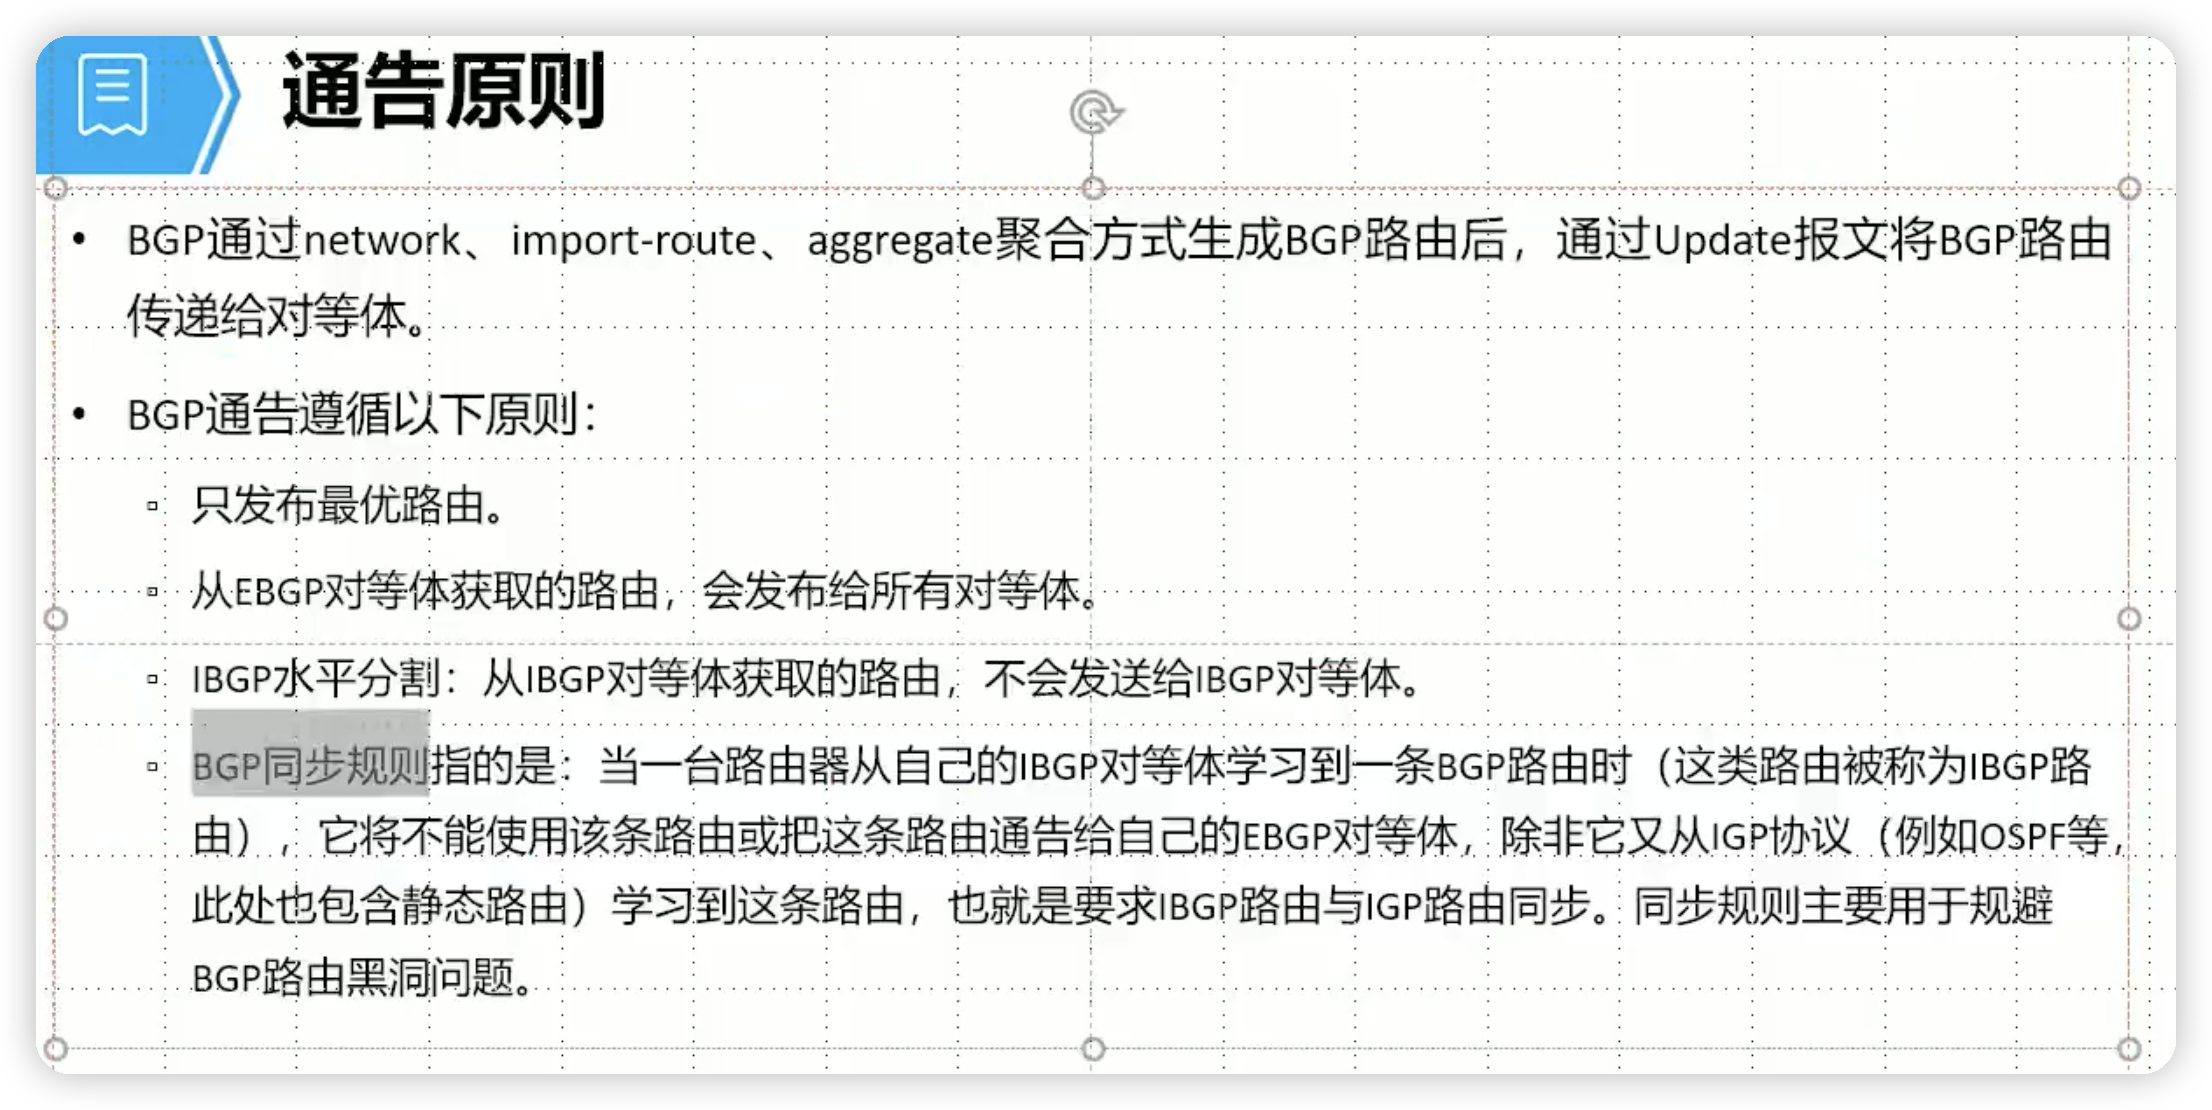 通告原则
• BGP通过network、import-route、aggregate聚合方式生成BGP路由后，通过Update报文将BGP路由
传递给对等体。
• BGP通告遵循以下原则：
▫ 只发布最优路由。
▫ 从EBGP对等体获取的路由，会发布给所有对等体。
▫ IBGP水平分割：从IBGP对等体获取的路由，不会发送给IBGP对等体。
▫ BGP同步规则指的是：当一台路由器从自己的IBGP对等体学习到一条BGP路由时（这类路由被称为IBGP路
由），它将不能使用该条路由或把这条路由通告给自己的EBGP对等体，除非它又从IGP协议（例如OSPF等，
此处也包含静态路由）学习到这条路由，也就是要求IBGP路由与IGP路由同步。同步规则主要用于规避
BGP路由黑洞问题。